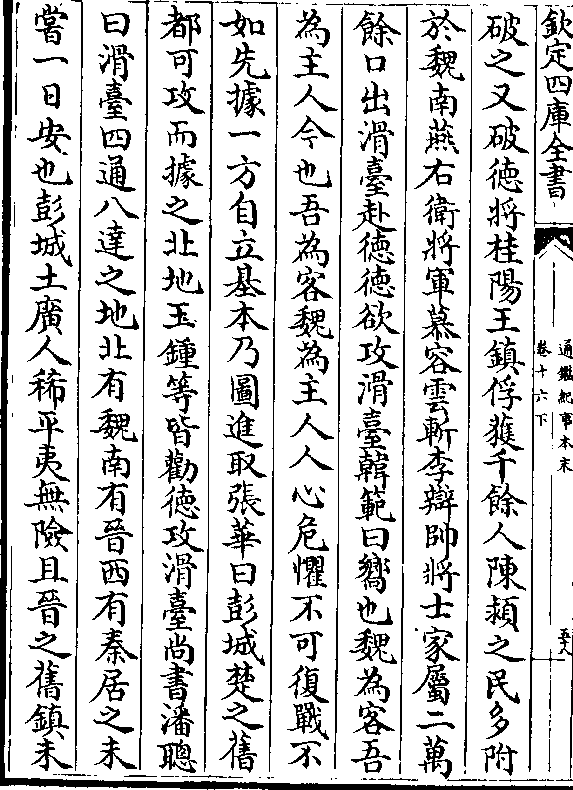 欽定四庫全書
通鑑紀事本末
卷十六下
五八
破之又破德將桂陽王鎮俘獲千餘人陳潁之民多附
於魏南燕右衛將軍慕容雲斬李辯帥將士家屬二萬
餘口出滑臺赴德德欲攻滑臺韓範曰嚮也魏為客吾
為主人今也吾為客魏為主人人心危懼不可復戰不
如先據一方自立基本乃圖進取張華曰彭城楚之舊
都可攻而據之北地王鍾等皆勸德攻滑臺尚書潘聰
曰滑臺四通八達之地北有魏南有晉西有秦居之未
嘗一日安也彭城土廣人稀平夷無險且晉之舊鎮未